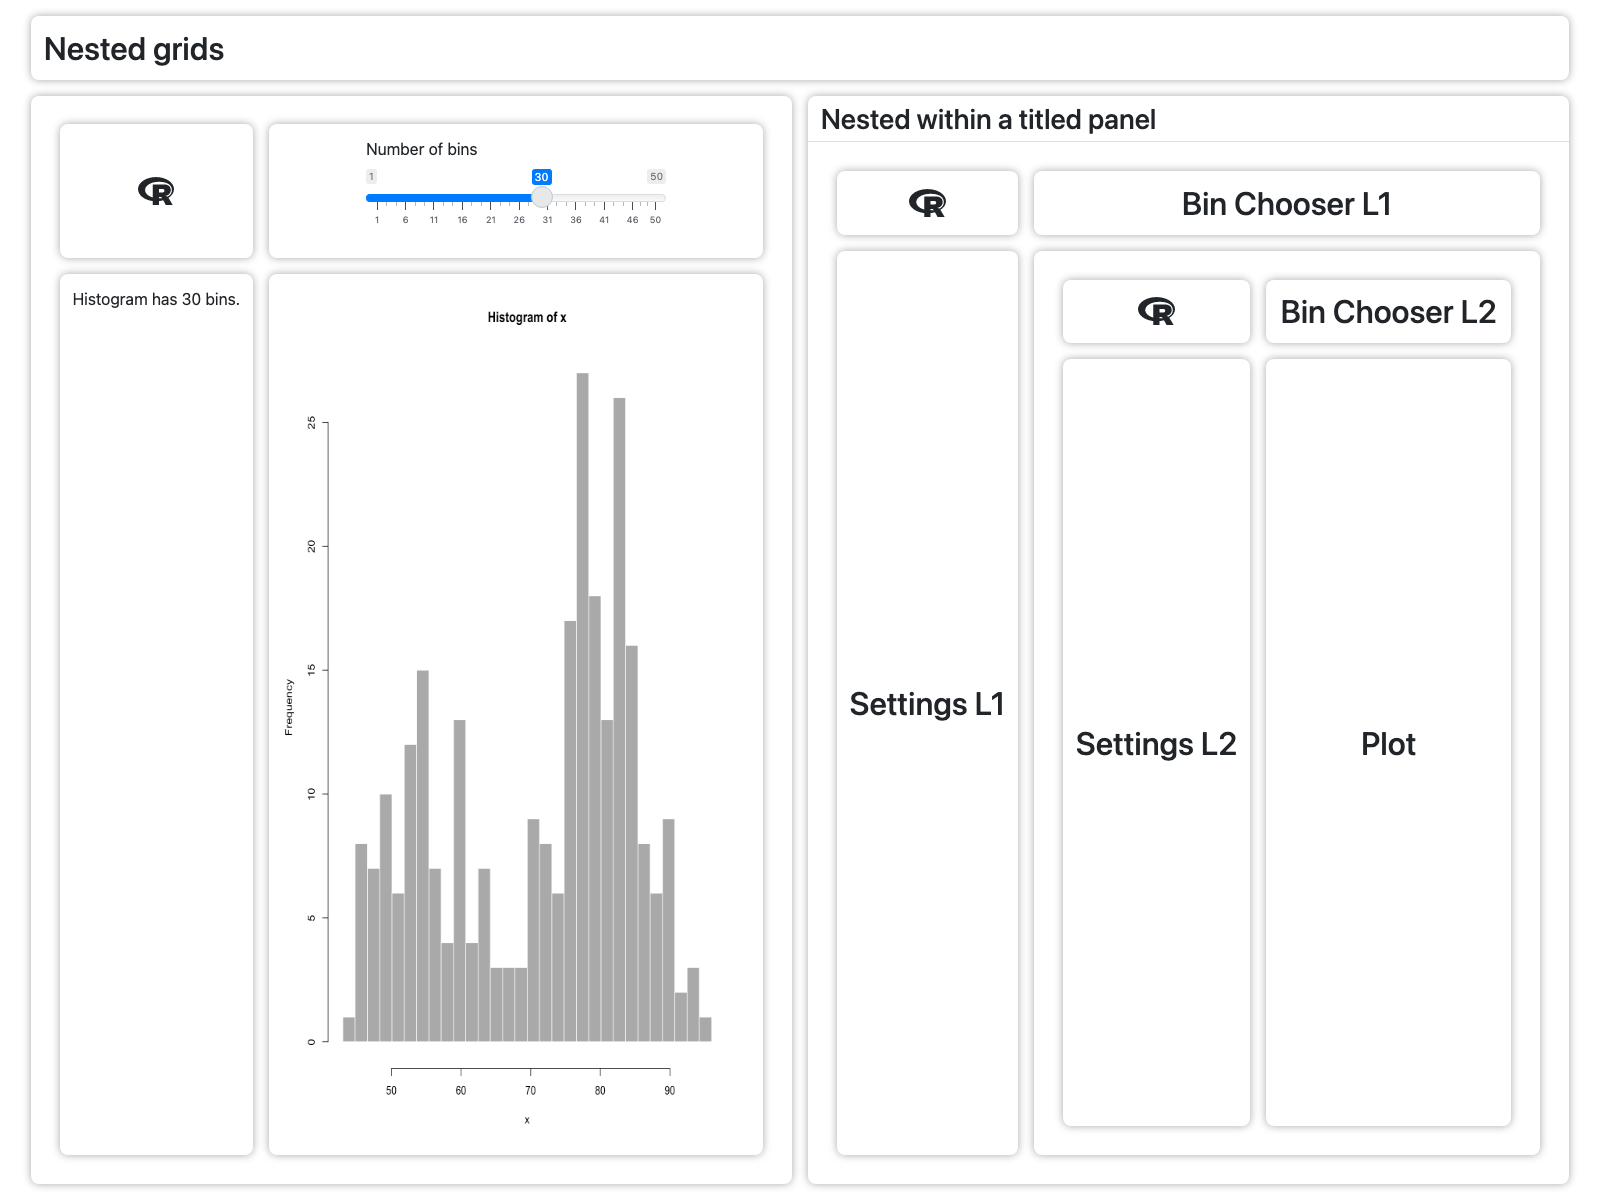 Nested grids
Number of bins
1 30 50
1 6 11 16 21 26 31 36 41 46 50
Histogram has 30 bins.
Histogram of x
Frequency
25
20
15
10
5
0
50 60 70 80 90
x
Nested within a titled panel
R
Bin Chooser L1
Settings L1
R
Bin Chooser L2
Settings L2
Plot
R